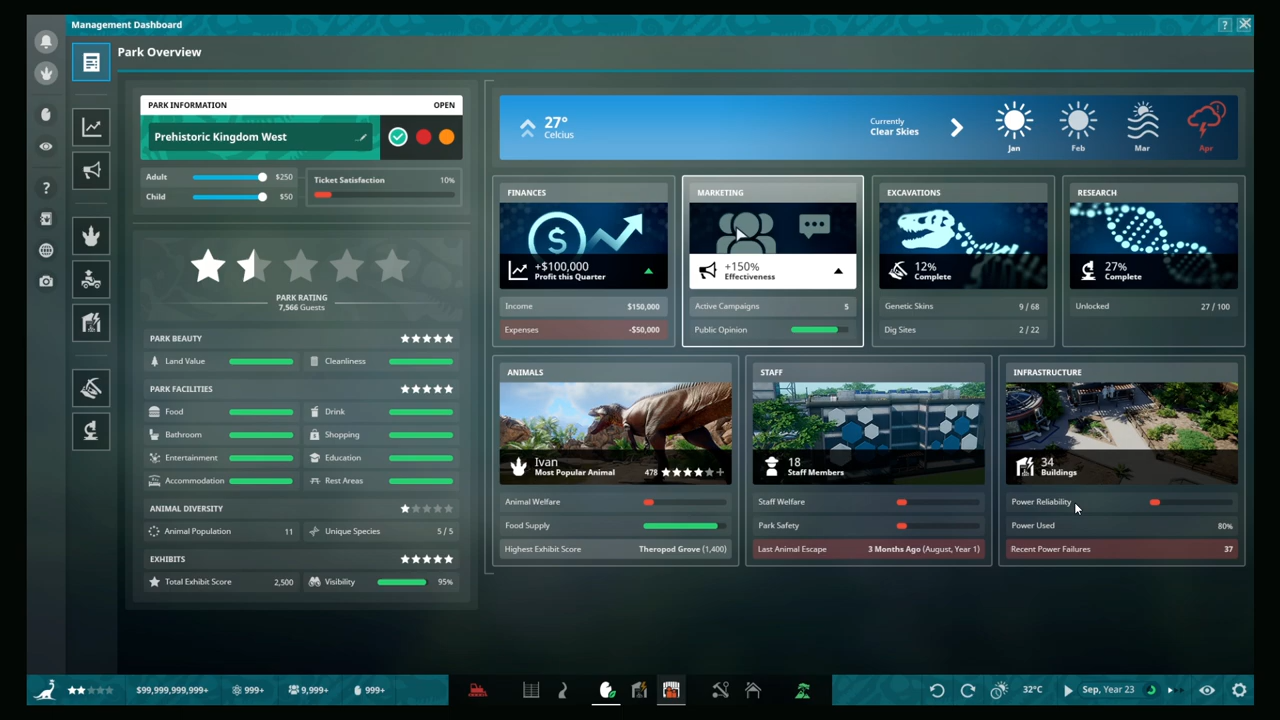 Management Dashboard
?
Park Overview
PARK INFORMATION OPEN
Prehistoric Kingdom West
Adult $250
Child $50
Ticket Satisfaction 10%
PARK RATING
7,566 Guests
PARK BEAUTY
Land Value Cleanliness
PARK FACILITIES
Food Drink
Bathroom Shopping
Entertainment Education
Accommodation Rest Areas
ANIMAL DIVERSITY
Animal Population 11 Unique Species 5 / 5
EXHIBITS
Total Exhibit Score 2,500 Visibility 95%
27°
Celcius
Currently
Clear Skies
Jan Feb Mar Apr
FINANCES
+$100,000
Profit this Quarter
Income $150,000
Expenses -$50,000
MARKETING
+150%
Effectiveness
Active Campaigns 5
Public Opinion
EXCAVATIONS
12%
Complete
Genetic Skins 9 / 68
Dig Sites 2 / 22
RESEARCH
27%
Complete
Unlocked 27 / 100
ANIMALS
Ivan
Most Popular Animal 478
Animal Welfare
Food Supply
Highest Exhibit Score Theropod Grove (1,400)
STAFF
18
Staff Members
Staff Welfare
Park Safety
Last Animal Escape 3 Months Ago (August, Year 1)
INFRASTRUCTURE
34
Buildings
Power Reliability
Power Used 80%
Recent Power Failures 37
$99,999,999,999+ 999+ 9,999+ 999+
32°C Sep, Year 23